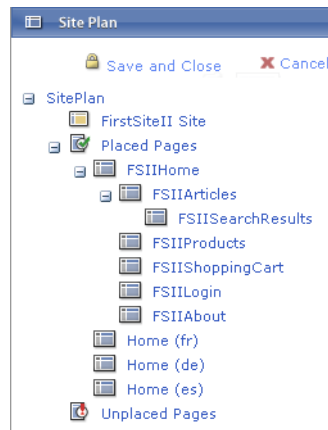 Site Plan
Save and Close Cancel
SitePlan
FirstSiteII Site
Placed Pages
FSIIHome
FSIIArticles
FSIISearchResults
FSIIProducts
FSIIShoppingCart
FSIILogin
FSIIAbout
Home (fr)
Home (de)
Home (es)
Unplaced Pages